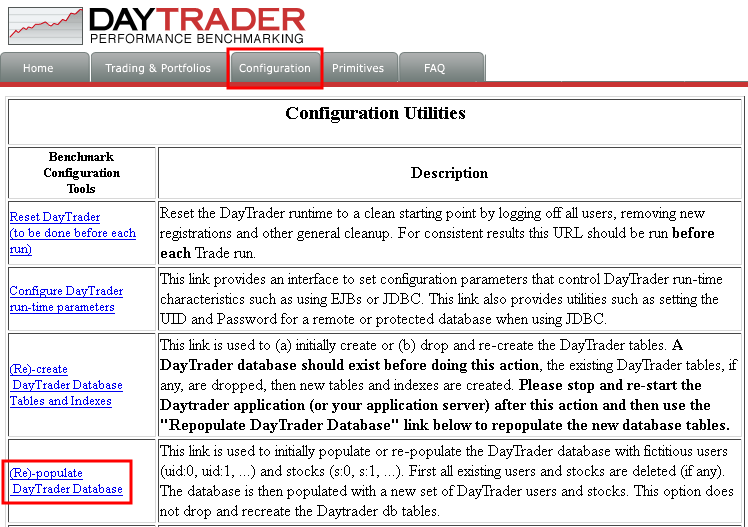 DAYTRADER
PERFORMANCE BENCHMARKING
Home
Trading & Portfolios
Configuration
Primitives
FAQ
Configuration Utilities
Benchmark
Configuration
Tools
Description
Reset DayTrader
(to be done before each
run)
Reset the DayTrader runtime to a clean starting point by logging off all users, removing new
registrations and other general cleanup. For consistent results this URL should be run before
each Trade run.
Configure DayTrader
run-time parameters
This link provides an interface to set configuration parameters that control DayTrader run-time
characteristics such as using EJBs or JDBC. This link also provides utilities such as setting the
UID and Password for a remote or protected database when using JDBC.
(Re)-create
DayTrader Database
Tables and Indexes
This link is used to (a) initially create or (b) drop and re-create the DayTrader tables. A
DayTrader database should exist before doing this action, the existing DayTrader tables, if
any, are dropped, then new tables and indexes are created. Please stop and re-start the
Daytrader application (or your application server) after this action and then use the
"Repopulate DayTrader Database" link below to repopulate the new database tables.
(Re)-populate
DayTrader Database
This link is used to initially populate or re-populate the DayTrader database with fictitious users
(uid:0, uid:1, ...) and stocks (s:0, s:1, ...). First all existing users and stocks are deleted (if any).
The database is then populated with a new set of DayTrader users and stocks. This option does
not drop and recreate the Daytrader db tables.